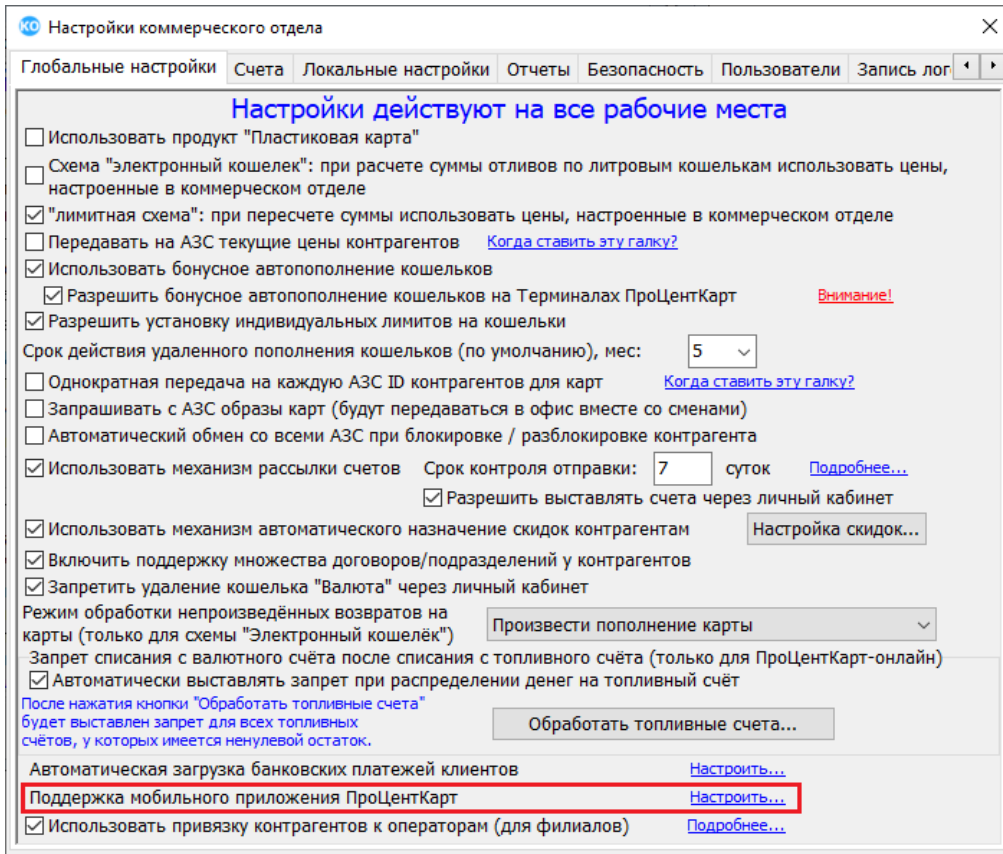 КО Настройки коммерческого отдела
Глобальные настройки Счета Локальные настройки Отчеты Безопасность Пользователи Запись лог
Настройки действуют на все рабочие места
Использовать продукт "Пластиковая карта"
Схема "электронный кошелек": при расчете суммы отливов по литровым кошелькам использовать цены,
настроенные в коммерческом отделе
"лимитная схема": при пересчете суммы использовать цены, настроенные в коммерческом отделе
Передавать на АЗС текущие цены контрагентов Когда ставить эту галку?
Использовать бонусное автопополнение кошельков
Разрешить бонусное автопополнение кошельков на Терминалах ПроЦентКарт Внимание!
Разрешить установку индивидуальных лимитов на кошельки
Срок действия удаленного пополнения кошельков (по умолчанию), мес: 5
Однократная передача на каждую АЗС ID контрагентов для карт Когда ставить эту галку?
Запрашивать с АЗС образы карт (будут передаваться в офис вместе со сменами)
Автоматический обмен со всеми АЗС при блокировке / разблокировке контрагента
Использовать механизм рассылки счетов Срок контроля отправки: 7 суток Подробнее...
Разрешить выставлять счета через личный кабинет
Использовать механизм автоматического назначение скидок контрагентам Настройка скидок...
Включить поддержку множества договоров/подразделений у контрагентов
Запретить удаление кошелька "Валюта" через личный кабинет
Режим обработки непроизведённых возвратов на
карты (только для схемы "Электронный кошелёк") Произвести пополнение карты
Запрет списания с валютного счёта после списания с топливного счёта (только для ПроЦентКарт-онлайн)
Автоматически выставлять запрет при распределении денег на топливный счёт
После нажатия кнопки "Обработать топливные счета"
будет выставлен запрет для всех топливных
счётов, у которых имеется ненулевой остаток. Обработать топливные счета...
Автоматическая загрузка банковских платежей клиентов Настроить...
Поддержка мобильного приложения ПроЦентКарт Настроить...
Использовать привязку контрагентов к операторам (для филиалов) Подробнее...